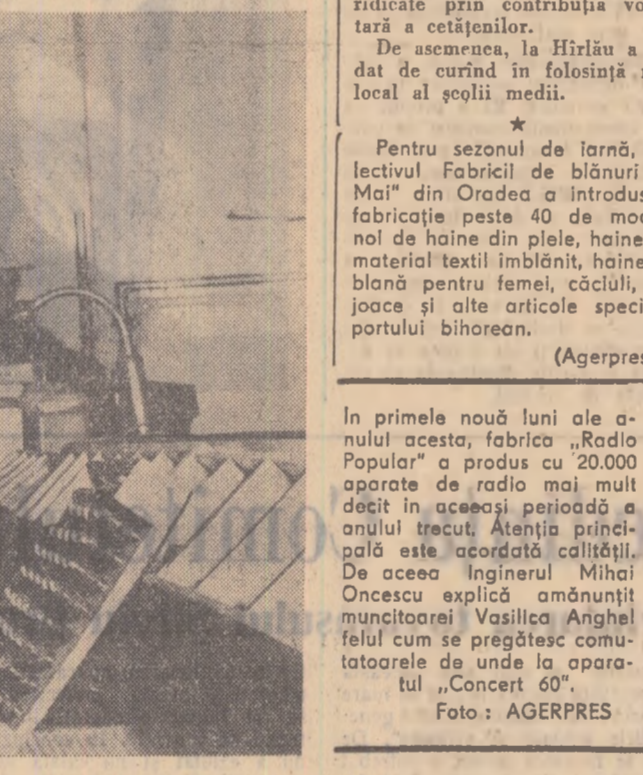 ridicate prin contribuția vo
tară a cetățenilor.
De asemenea, la Hîrlău a
dat de curînd în folosință
local al școlii medii.
★
Pentru sezonul de iarnă,
lectivul Fabricii de blănuri
Mai" din Oradea a introdus
fabricație peste 40 de mod
noi de haine din piele, haine
material textil îmblănit, haine
blană pentru femei, căciuli,
joace și alte articole speci
portului bihorean.
(Agerpres
In primele nouă luni ale a-
nului acesta, fabrica „Radio
Popular" a produs cu 20.000
aparate de radio mai mult
decît în aceeași perioadă a
anului trecut. Atenția princi-
pală este acordată calității.
De aceea Inginerul Mihai
Oncescu explică amănunțit
muncitoarei Vasilica Anghel
felul cum se pregătesc comu-
tatoarele de unde la apara-
tul „Concert 60".
Foto : AGERPRES